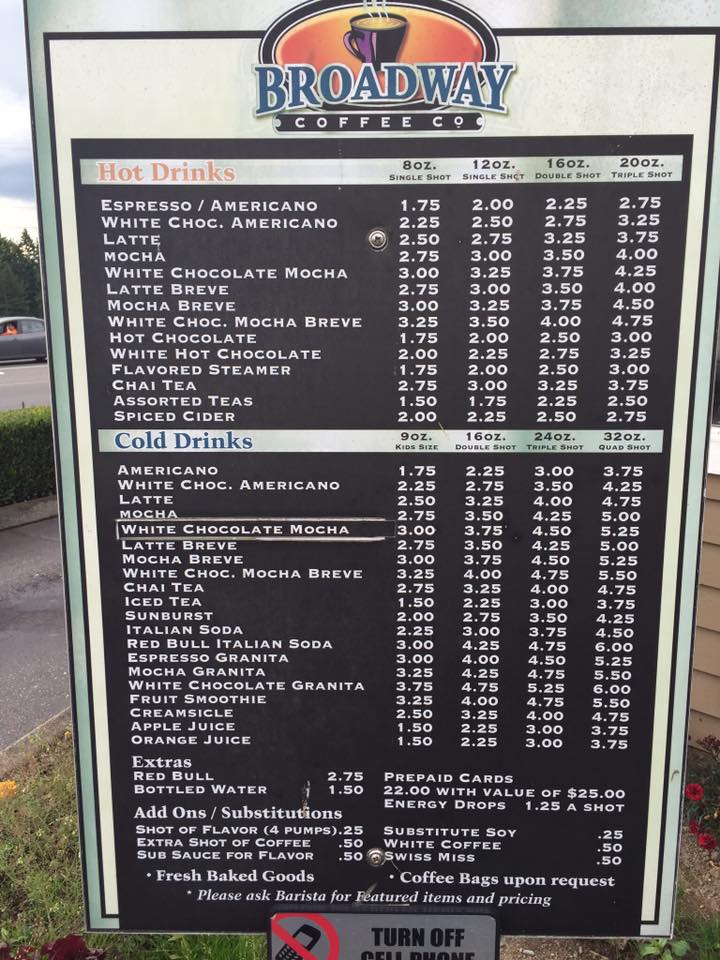 BROADWAY
COFFEE CO
Hot Drinks 8oz. SINGLE SHOT 12oz. SINGLE SHOT 16oz. DOUBLE SHOT 20oz. TRIPLE SHOT
ESPRESSO / AMERICANO 1.75 2.00 2.25 2.75
WHITE CHOC. AMERICANO 2.25 2.50 2.75 3.25
LATTE 2.50 2.75 3.25 3.75
MOCHA 2.75 3.00 3.50 4.00
WHITE CHOCOLATE MOCHA 3.00 3.25 3.75 4.25
LATTE BREVE 2.75 3.00 3.50 4.00
MOCHA BREVE 3.00 3.25 3.75 4.50
WHITE CHOC. MOCHA BREVE 3.25 3.50 4.00 4.75
HOT CHOCOLATE 1.75 2.00 2.50 3.00
WHITE HOT CHOCOLATE 2.00 2.25 2.75 3.25
FLAVORED STEAMER 1.75 2.00 2.50 3.00
CHAI TEA 2.75 3.00 3.25 3.75
ASSORTED TEAS 1.50 1.75 2.25 2.50
SPICED CIDER 2.00 2.25 2.50 2.75
Cold Drinks 9oz. KIDS SIZE 16oz. DOUBLE SHOT 24oz. TRIPLE SHOT 32oz. QUAD SHOT
AMERICANO 1.75 2.25 3.00 3.75
WHITE CHOC. AMERICANO 2.25 2.75 3.50 4.25
LATTE 2.50 3.25 4.00 4.75
MOCHA 2.75 3.50 4.25 5.00
WHITE CHOCOLATE MOCHA 3.00 3.75 4.50 5.25
LATTE BREVE 2.75 3.50 4.25 5.00
MOCHA BREVE 3.00 3.75 4.50 5.25
WHITE CHOC. MOCHA BREVE 3.25 4.00 4.75 5.50
CHAI TEA 2.75 3.25 4.00 4.75
ICED TEA 1.50 2.25 3.00 3.75
SUNBURST 2.00 2.75 3.50 4.25
ITALIAN SODA 2.25 3.00 3.75 4.50
RED BULL ITALIAN SODA 3.00 4.25 4.75 6.00
ESPRESSO GRANITA 3.00 4.00 4.50 5.25
MOCHA GRANITA 3.25 4.25 4.75 5.50
WHITE CHOCOLATE GRANITA 3.75 4.75 5.25 6.00
FRUIT SMOOTHIE 3.25 4.00 4.75 5.50
CREAMSICLE 2.50 3.25 4.00 4.75
APPLE JUICE 1.50 2.25 3.00 3.75
ORANGE JUICE 1.50 2.25 3.00 3.75
Extras
RED BULL 2.75
BOTTLED WATER 1.50
PREPAID CARDS
22.00 WITH VALUE OF $25.00
ENERGY DROPS 1.25 A SHOT
Add Ons / Substitutions
SHOT OF FLAVOR (4 PUMPS) .25
EXTRA SHOT OF COFFEE .50
SUB SAUCE FOR FLAVOR .50
SUBSTITUTE SOY .25
WHITE COFFEE .50
SWISS MISS .50
• Fresh Baked Goods • Coffee Bags upon request
* Please ask Barista for Featured items and pricing
TURN OFF
CELL PHONE